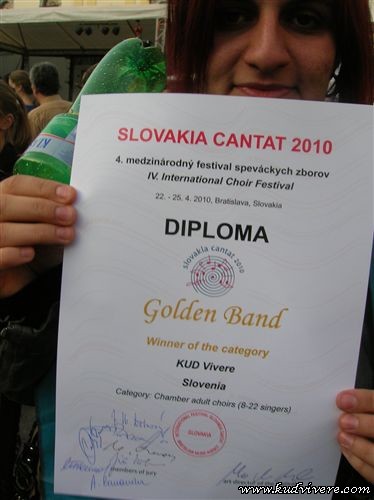 SLOVAKIA CANTAT 2010
4. medzinárodný festival speváckych zborov
IV. International Choir Festival
22. - 25. 4. 2010, Bratislava, Slovakia
DIPLOMA
slovakia cantat 2010
Golden Band
Winner of the category
KUD Vivere
Slovenia
Category: Chamber adult choirs (8-22 singers)
SLOVAKIA
members of jury
www.kudvivere.com